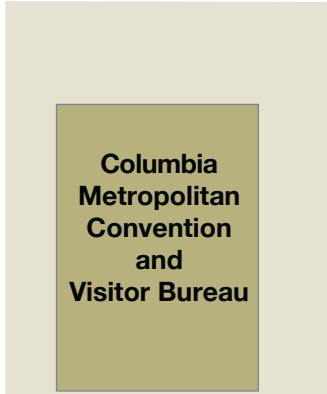 Columbia
Metropolitan
Convention
and
Visitor Bureau